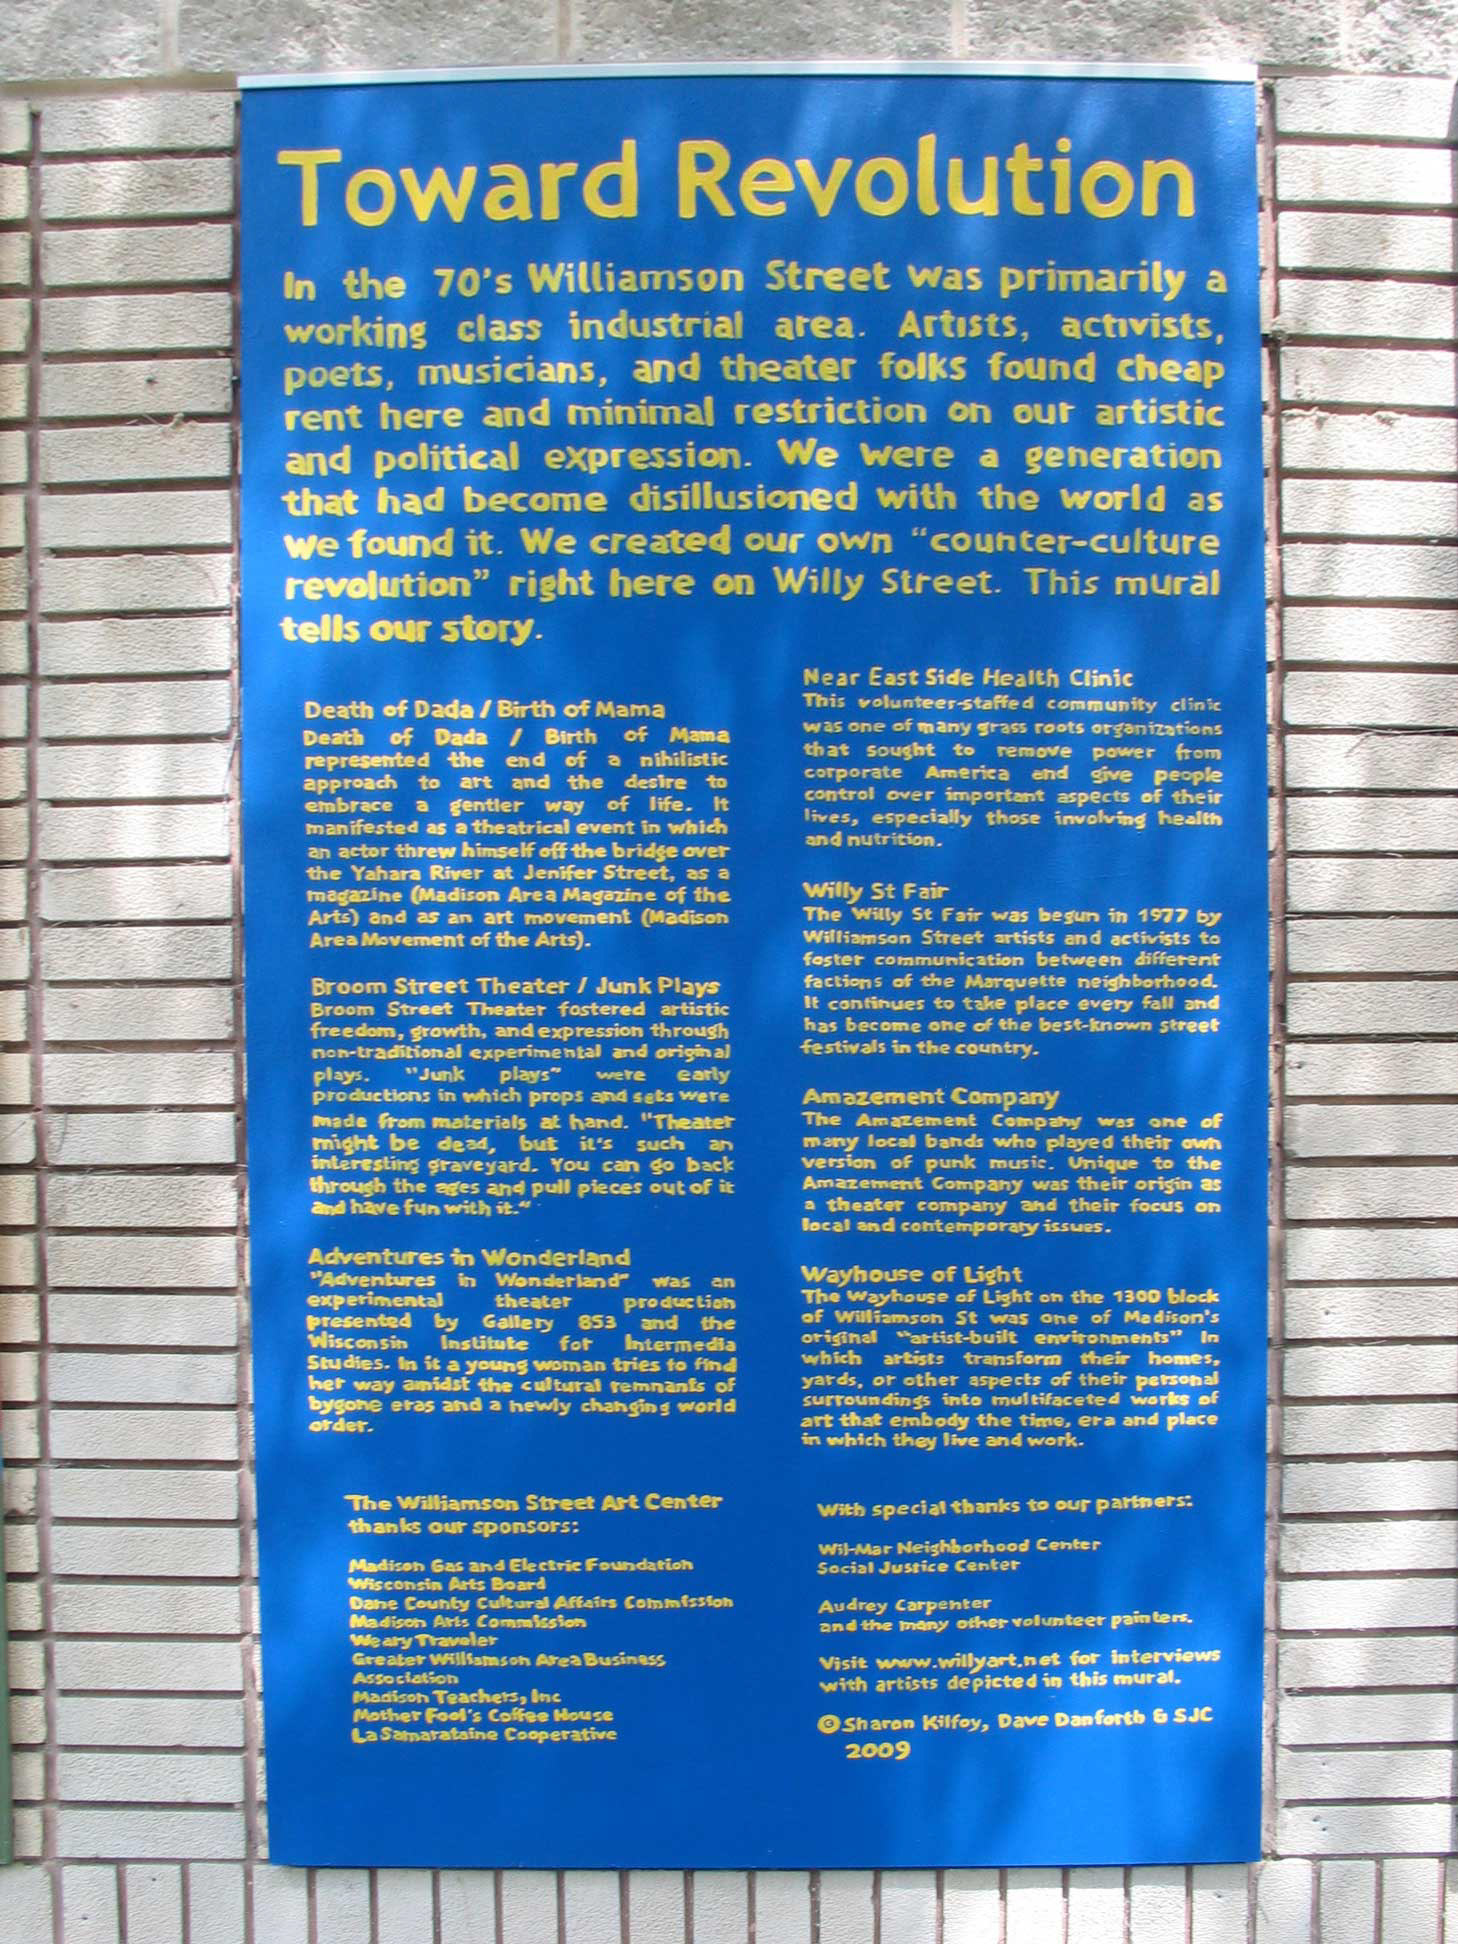 Toward Revolution
In the 70's Williamson Street was primarily a
working class industrial area. Artists, activists,
poets, musicians, and theater folks found cheap
rent here and minimal restriction on our artistic
and political expression. We were a generation
that had become disillusioned with the world as
we found it. We created our own "counter-culture
revolution" right here on Willy Street. This mural
tells our story.
Death of Dada / Birth of Mama
Death of Dada / Birth of Mama
represented the end of a nihilistic
approach to art and the desire to
embrace a gentler way of life. It
manifested as a theatrical event in which
an actor threw himself off the bridge over
the Yahara River at Jenifer Street, as a
magazine (Madison Area Magazine of the
Arts) and as an art movement (Madison
Area Movement of the Arts).
Broom Street Theater / Junk Plays
Broom Street Theater fostered artistic
freedom, growth, and expression through
non-traditional experimental and original
plays. "Junk plays" were early
productions in which props and sets were
made from materials at hand. "Theater
might be dead, but it's such an
interesting graveyard. You can go back
through the ages and pull pieces out of it
and have fun with it."
Adventures in Wonderland
"Adventures in Wonderland" was an
experimental theater production
presented by Gallery 853 and the
Wisconsin Institute for Intermedia
Studies. In it a young woman tries to find
her way amidst the cultural remnants of
bygone eras and a newly changing world
order.
The Williamson Street Art Center
thanks our sponsors:
Madison Gas and Electric Foundation
Wisconsin Arts Board
Dane County Cultural Affairs Commission
Madison Arts Commission
Weary Traveler
Greater Williamson Area Business
Association
Madison Teachers, Inc
Mother Fool's Coffee House
La Samarataine Cooperative
Near East Side Health Clinic
This volunteer-staffed community clinic
was one of many grass roots organizations
that sought to remove power from
corporate America and give people
control over important aspects of their
lives, especially those involving health
and nutrition.
Willy St Fair
The Willy St Fair was begun in 1977 by
Williamson Street artists and activists to
foster communication between different
factions of the Marquette neighborhood.
It continues to take place every fall and
has become one of the best-known street
festivals in the country.
Amazement Company
The Amazement Company was one of
many local bands who played their own
version of punk music. Unique to the
Amazement Company was their origin as
a theater company and their focus on
local and contemporary issues.
Wayhouse of Light
The Wayhouse of Light on the 1300 block
of Williamson St was one of Madison's
original "artist-built environments" in
which artists transform their homes,
yards, or other aspects of their personal
surroundings into multifaceted works of
art that embody the time, era and place
in which they live and work.
With special thanks to our partners:
Wil-Mar Neighborhood Center
Social Justice Center
Audrey Carpenter
and the many other volunteer painters.
Visit www.willyart.net for interviews
with artists depicted in this mural.
© Sharon Kilfoy, Dave Danforth & SJC
2009